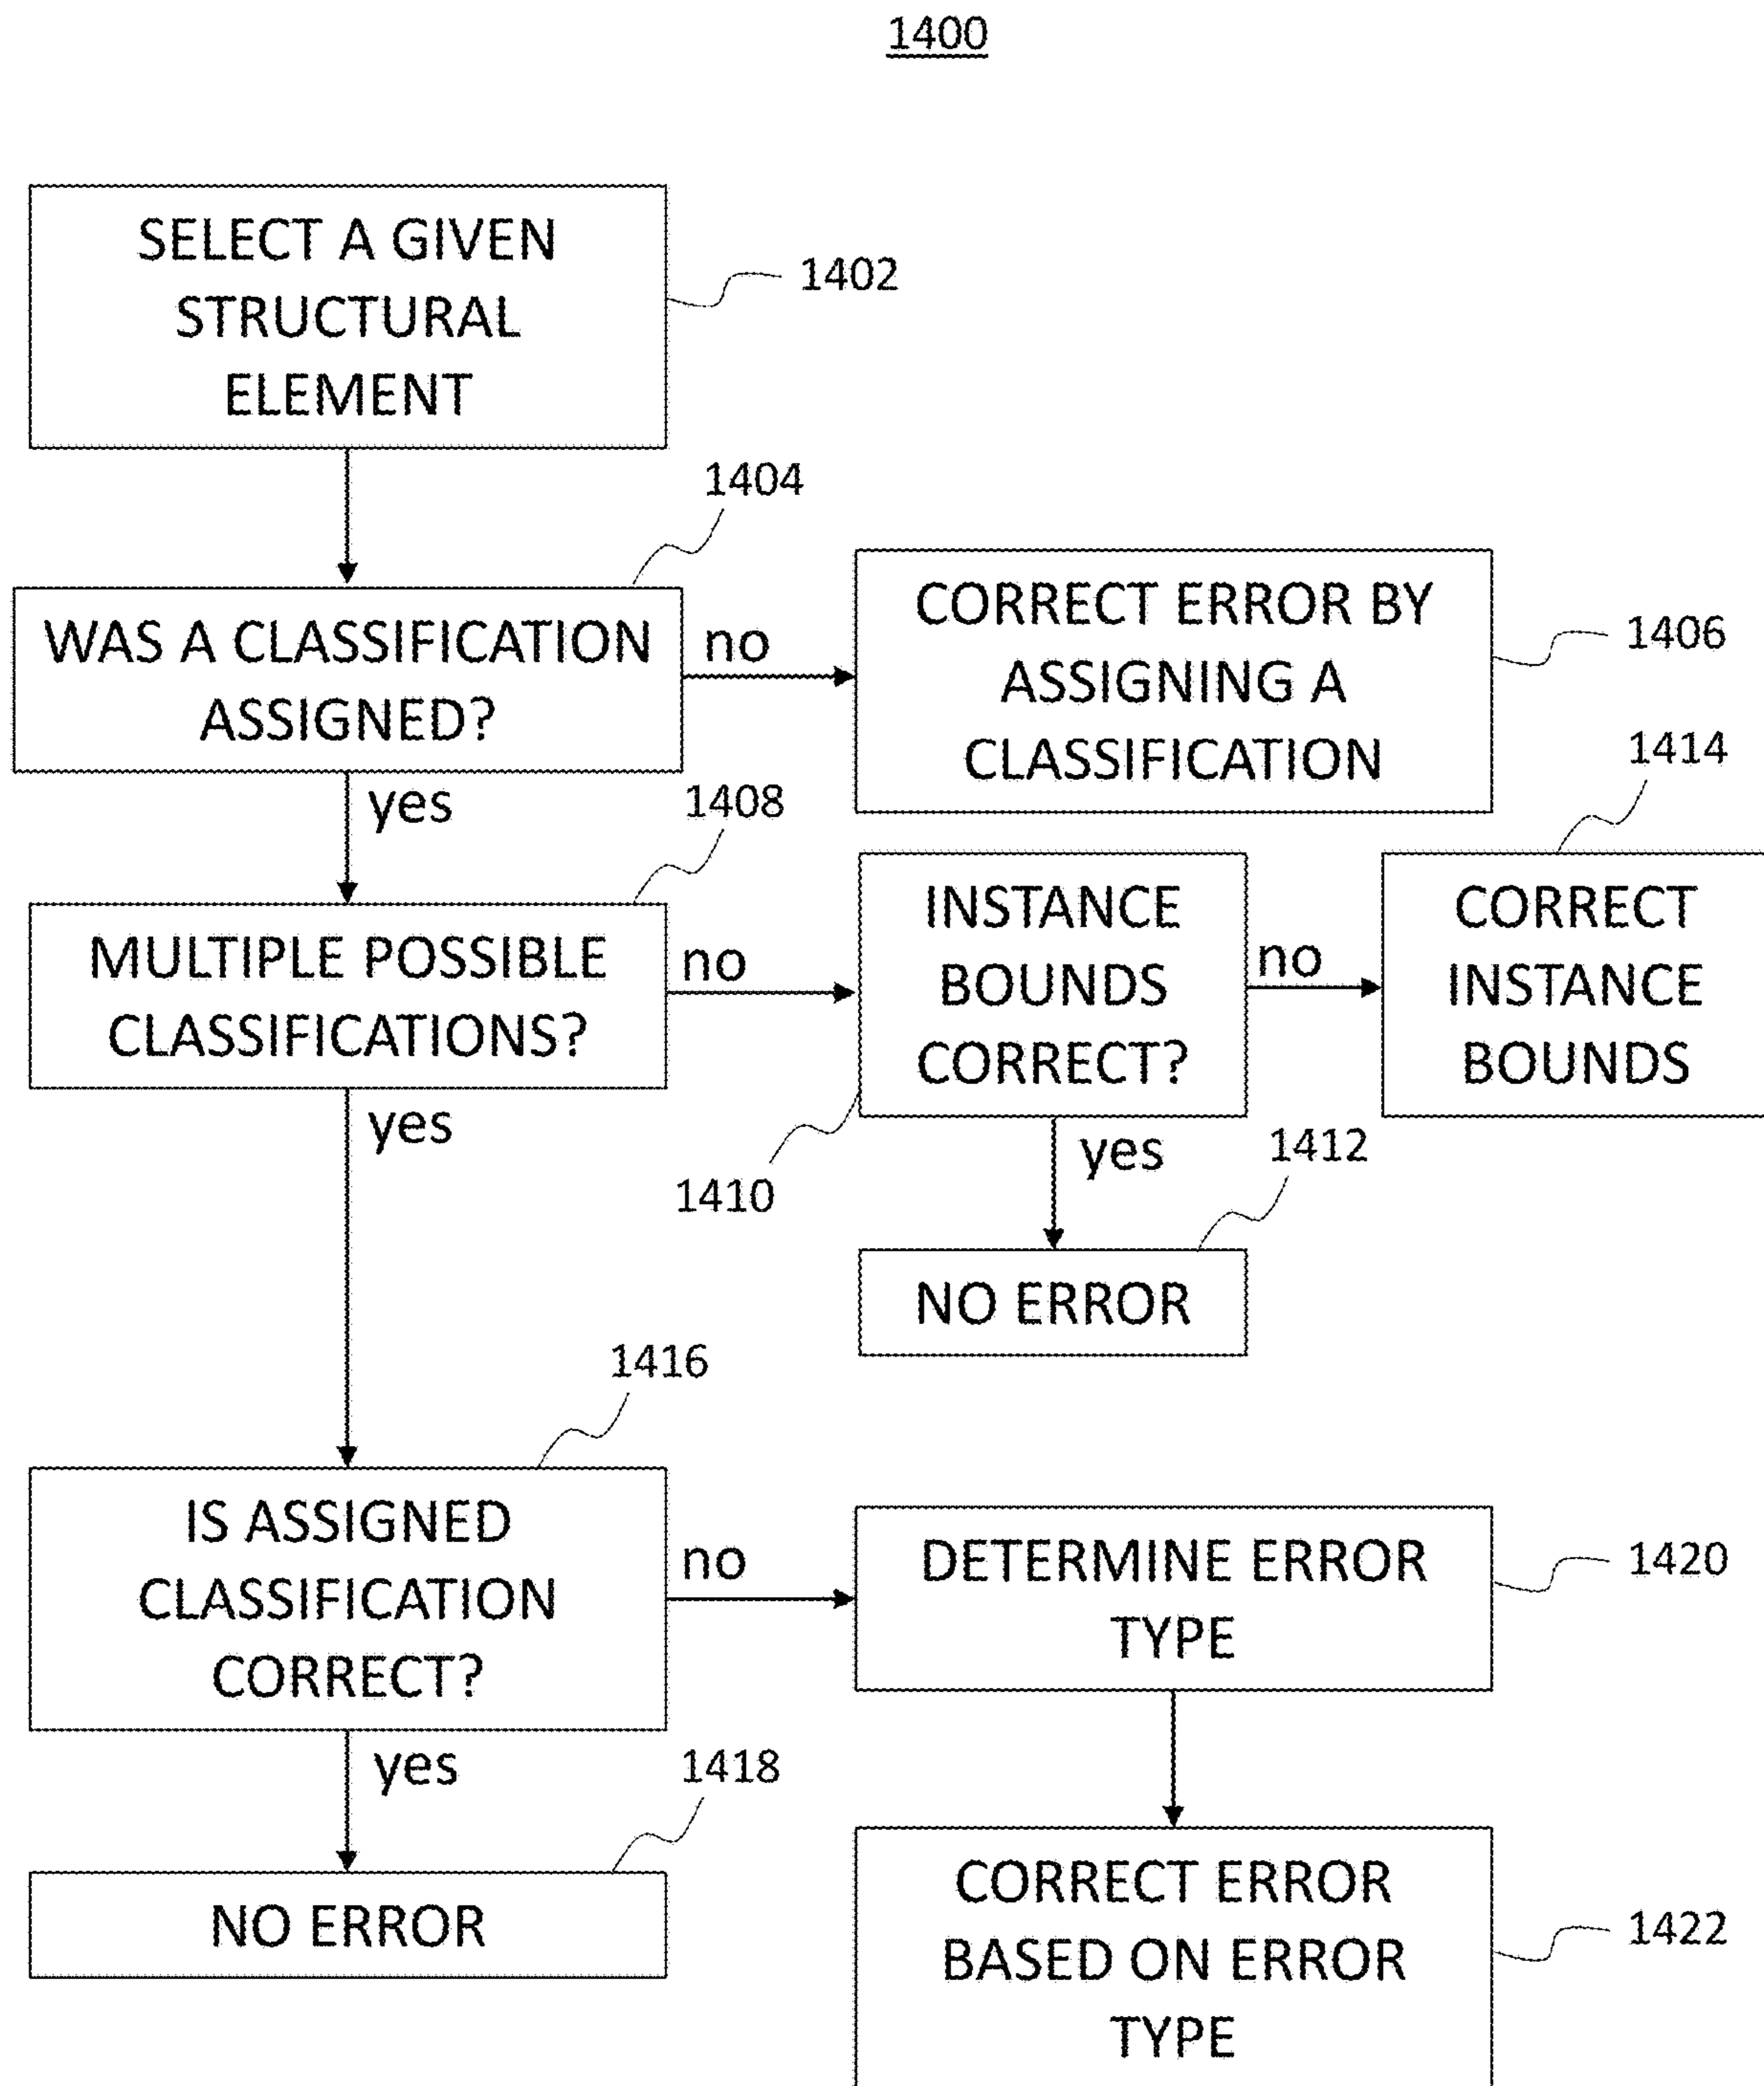 1400
SELECT A GIVEN
STRUCTURAL
ELEMENT
1402
1404
WAS A CLASSIFICATION
ASSIGNED?
no
CORRECT ERROR BY
ASSIGNING A
CLASSIFICATION
1406
yes
1408
1414
MULTIPLE POSSIBLE
CLASSIFICATIONS?
no
INSTANCE
BOUNDS
CORRECT?
no
CORRECT
INSTANCE
BOUNDS
yes
1410
yes
1412
NO ERROR
1416
IS ASSIGNED
CLASSIFICATION
CORRECT?
no
DETERMINE ERROR
TYPE
1420
yes
1418
NO ERROR
CORRECT ERROR
BASED ON ERROR
TYPE
1422